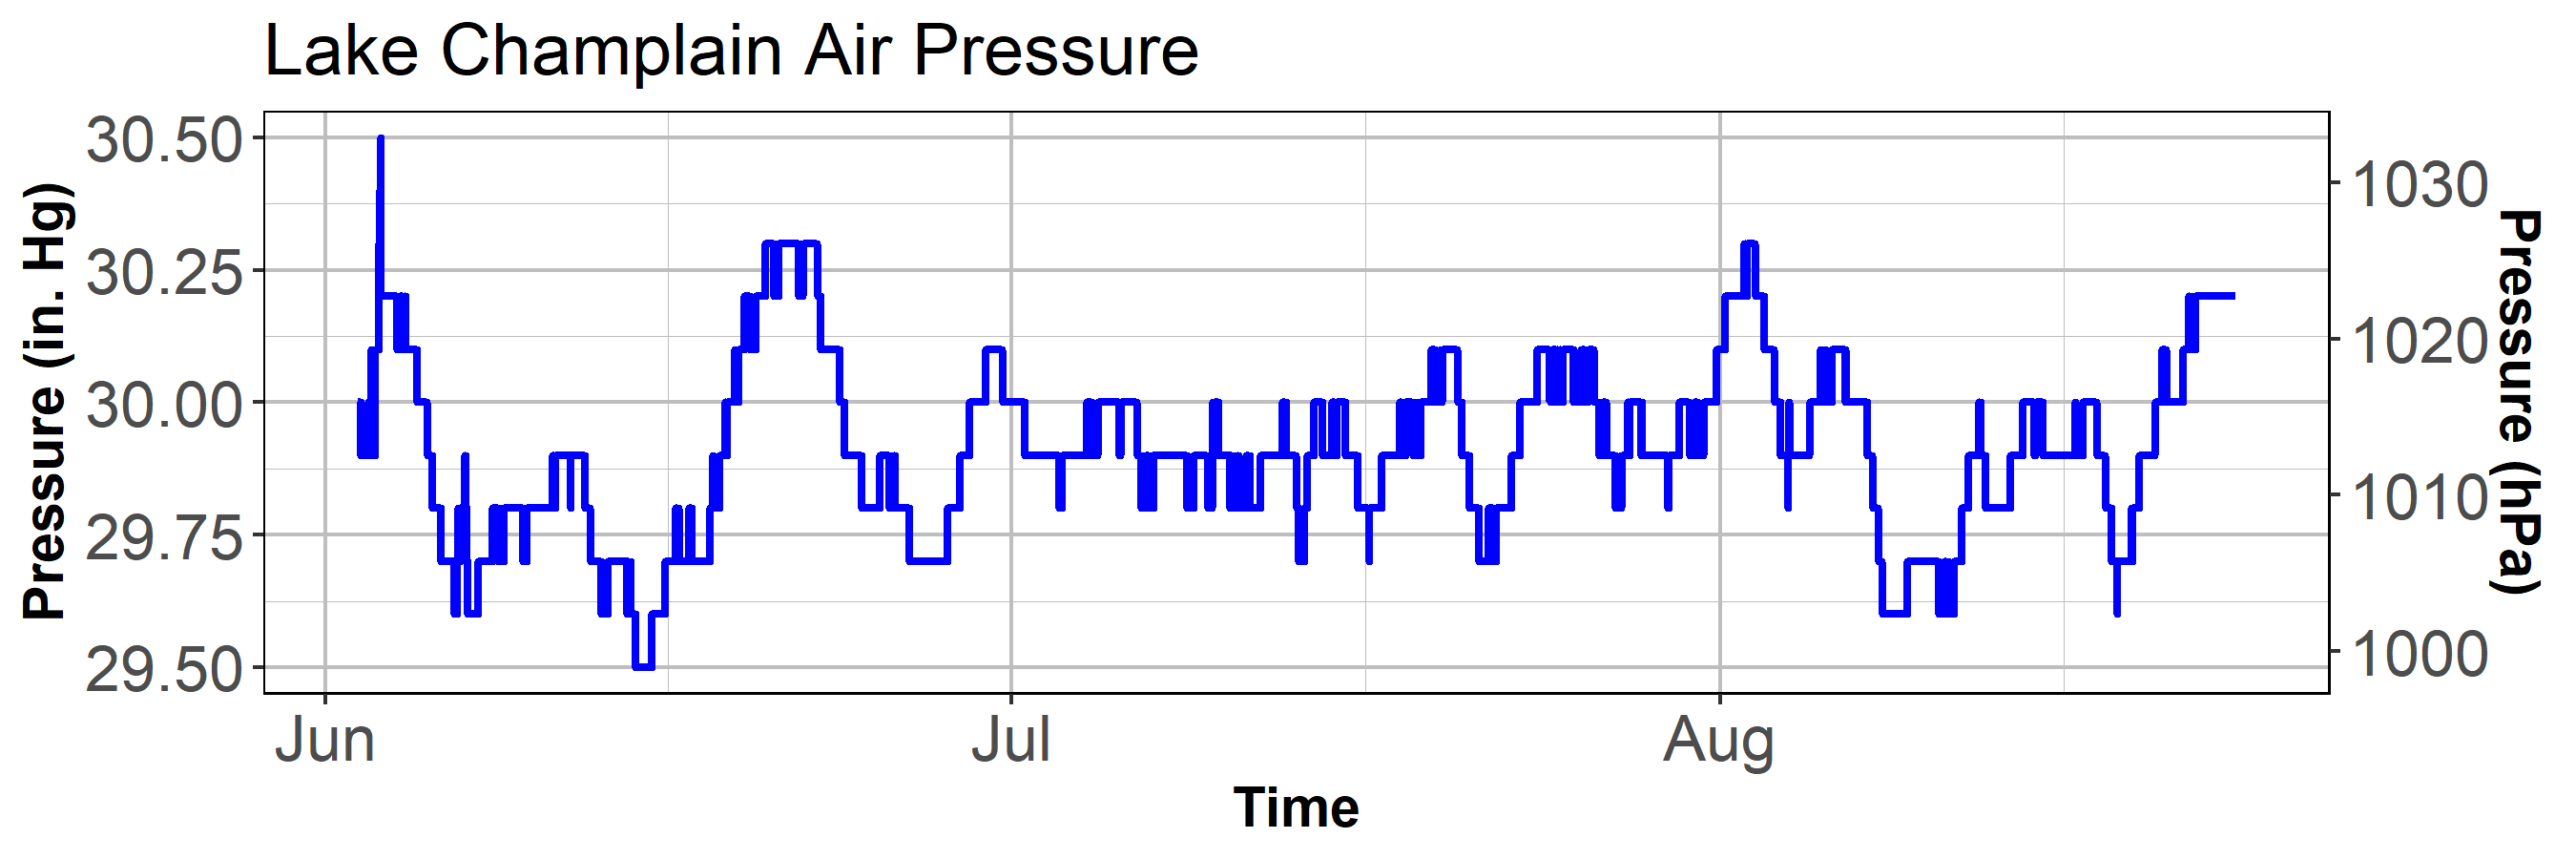 Lake Champlain Air Pressure
Pressure (in. Hg)
30.50
30.25
30.00
29.75
29.50
1030
1020
1010
1000
Pressure (hPa)
Jun Jul Aug
Time